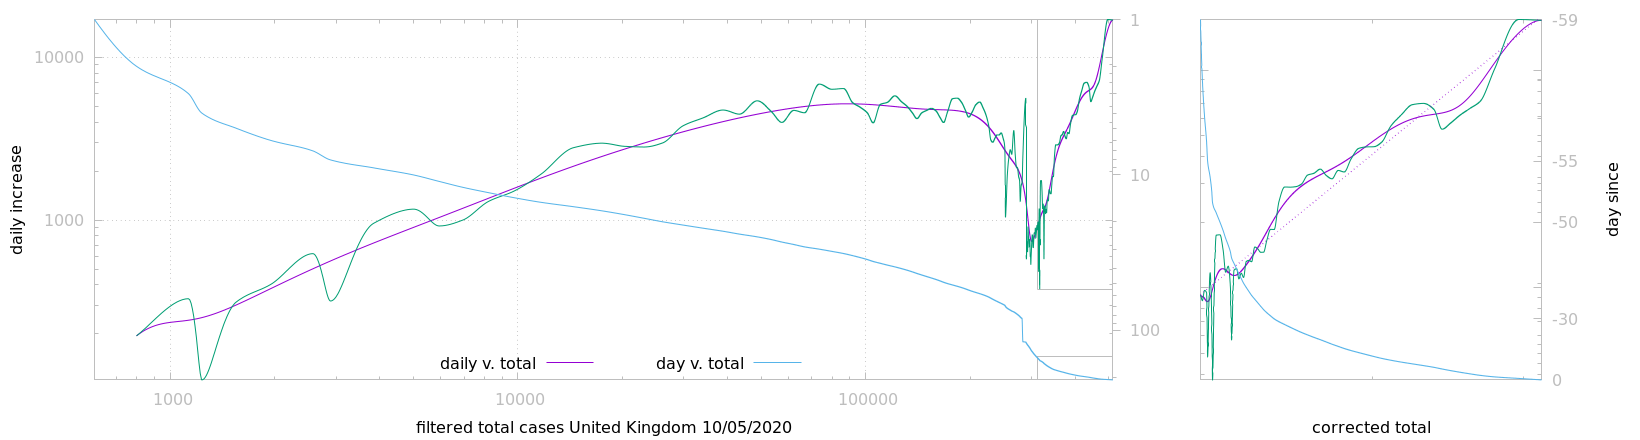 10000
1000
daily increase
1
10
100
daily v. total
day v. total
1000
10000
100000
filtered total cases United Kingdom 10/05/2020
-59
-55
-50
-30
0
day since
corrected total